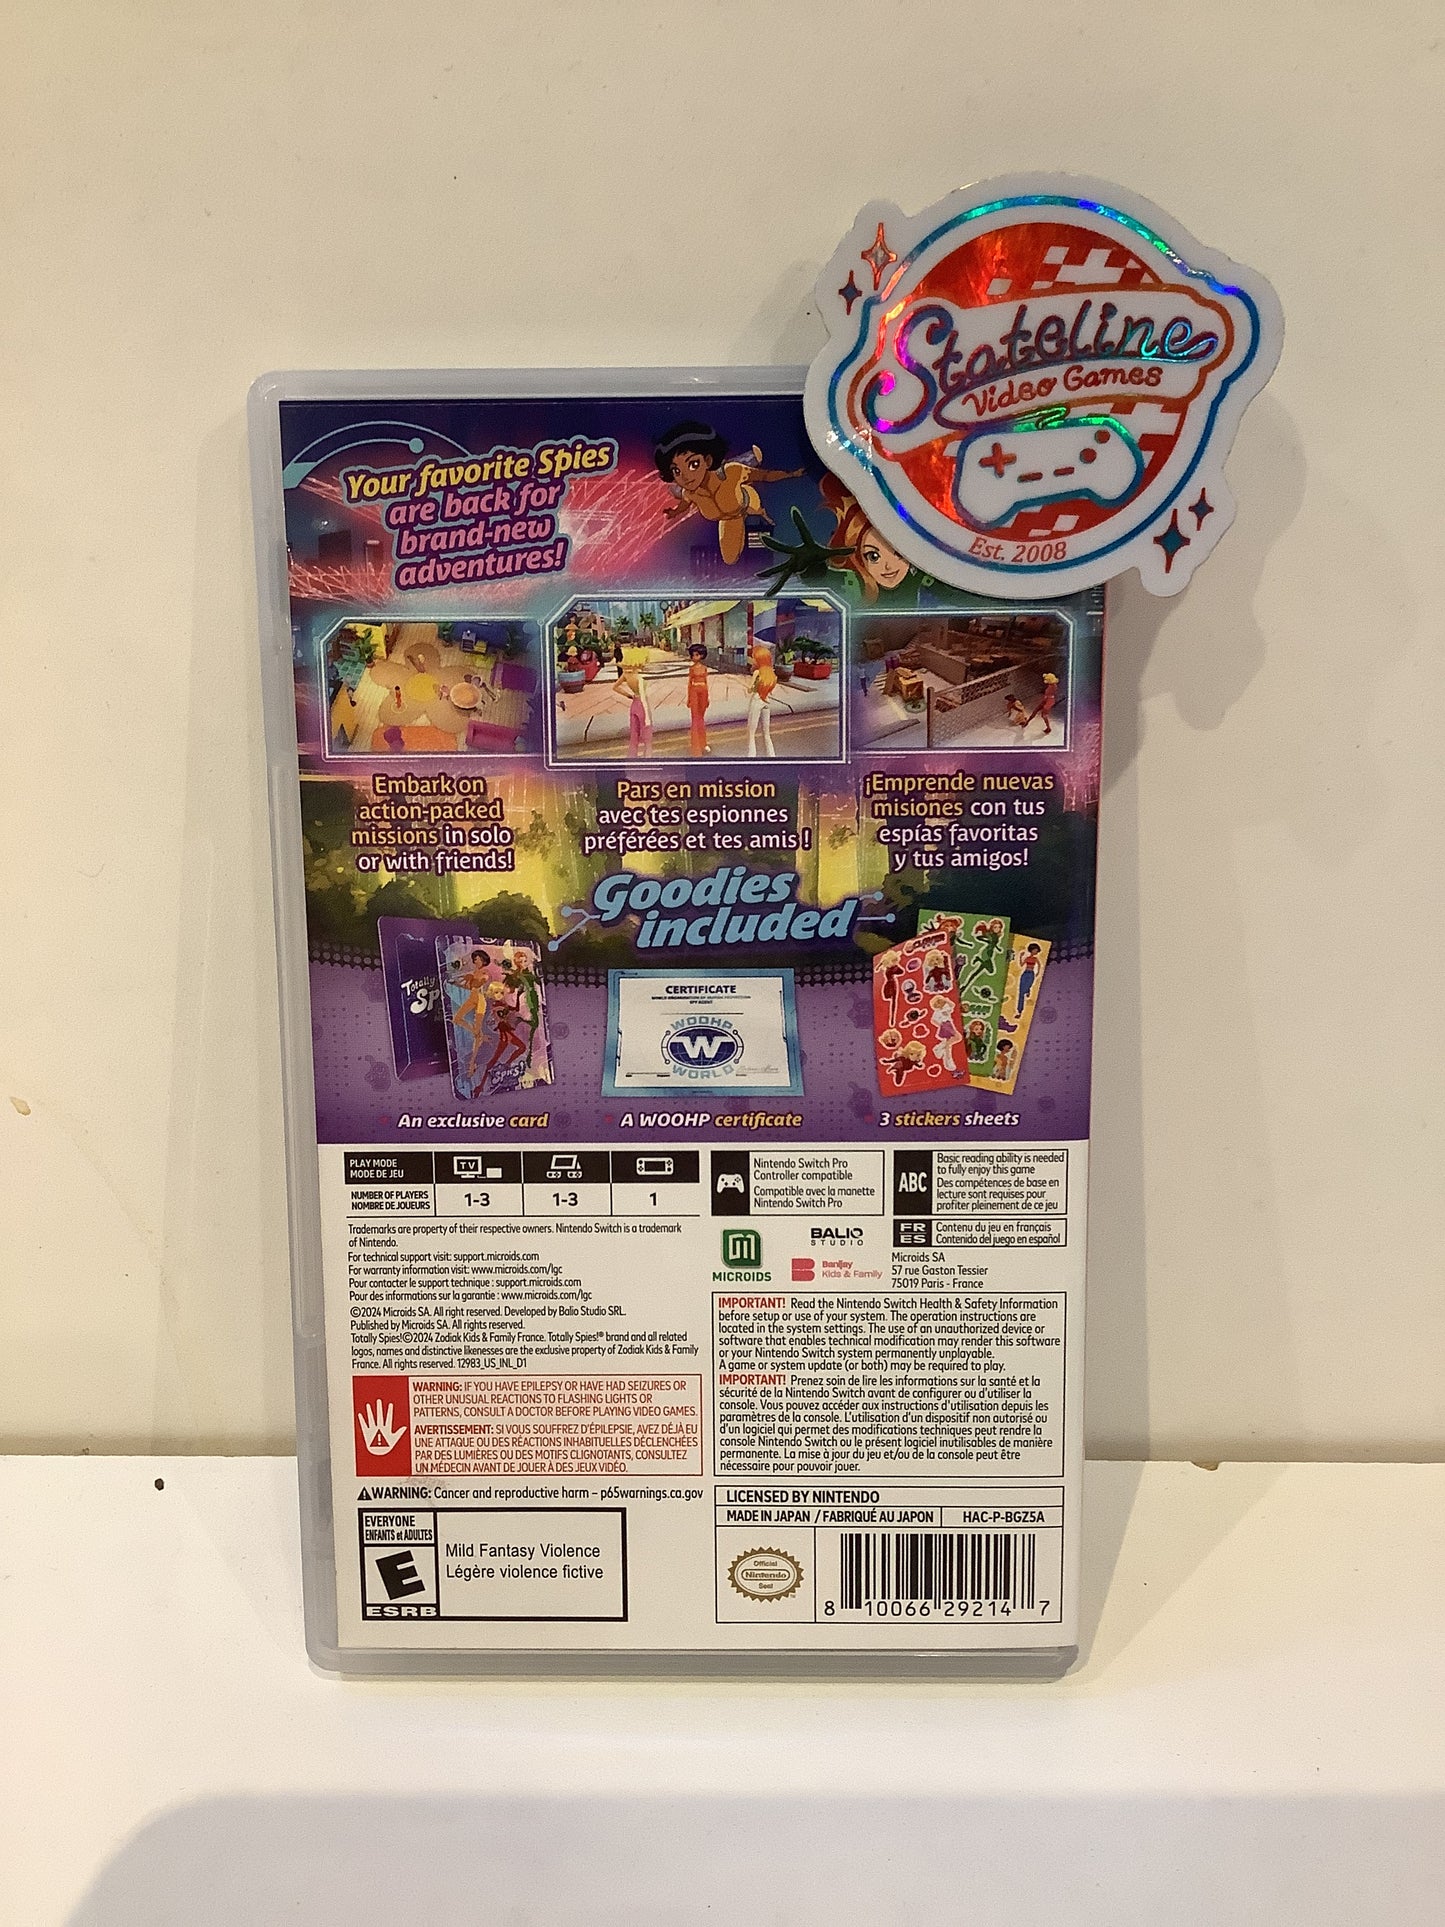 Stateline
Video Games
Est. 2008
Your favorite Spies
are back for
brand-new
adventures!
Embark on
action-packed
missions in solo
or with friends!
Pars en mission
avec tes espionnes
préférées et tes amis !
¡Emprende nuevas
misiones con tus
espías favoritas
y tus amigos!
Goodies
included
Totally
CERTIFICATE
WOOHP
W
WORLD
CLOVER
An exclusive card
A WOOHP certificate
3 stickers sheets
PLAY MODE
MODE DE JEU
TV
NUMBER OF PLAYERS
NOMBRE DE JOUEURS
1-3
1-3
1
Nintendo Switch Pro
Controller compatible
Compatible avec la manette
Nintendo Switch Pro
ABC
Basic reading ability is needed
to fully enjoy this game
Des compétences de base en
lecture sont requises pour
profiter pleinement de ce jeu
FR
ES
Contenu du jeu en français
Contenido del juego en español
Trademarks are property of their respective owners. Nintendo Switch is a trademark
of Nintendo.
For technical support visit: support.microids.com
For warranty information visit: www.microids.com/lgc
Pour contacter le support technique : support.microids.com
Pour des informations sur la garantie : www.microids.com/lgc
©2024 Microids SA. All right reserved. Developed by Balio Studio SRL.
Published by Microids SA. All rights reserved.
Totally Spies!©2024 Zodiak Kids & Family France. Totally Spies!® brand and all related
logos, names and distinctive likenesses are the exclusive property of Zodiak Kids & Family
France. All rights reserved. 12983_US_INL_D1
MICROIDS
BALIO
STUDIO
Banijay
Kids & Family
Microids SA
57 rue Gaston Tessier
75019 Paris - France
IMPORTANT! Read the Nintendo Switch Health & Safety Information
before setup or use of your system. The operation instructions are
located in the system settings. The use of an unauthorized device or
software that enables technical modification may render this software
or your Nintendo Switch system permanently unplayable.
A game or system update (or both) may be required to play.
IMPORTANT! Prenez soin de lire les informations sur la santé et la
sécurité de la Nintendo Switch avant de configurer ou d'utiliser la
console. Vous pouvez accéder aux instructions d'utilisation depuis les
paramètres de la console. L'utilisation d'un dispositif non autorisé ou
d'un logiciel qui permet des modifications techniques peut rendre la
console Nintendo Switch ou le présent logiciel inutilisables de manière
permanente. La mise à jour du jeu et/ou de la console peut être
nécessaire pour pouvoir jouer.
WARNING: IF YOU HAVE EPILEPSY OR HAVE HAD SEIZURES OR
OTHER UNUSUAL REACTIONS TO FLASHING LIGHTS OR
PATTERNS, CONSULT A DOCTOR BEFORE PLAYING VIDEO GAMES.
AVERTISSEMENT: SI VOUS SOUFFREZ D'ÉPILEPSIE, AVEZ DÉJÀ EU
UNE ATTAQUE OU DES RÉACTIONS INHABITUELLES DÉCLENCHÉES
PAR DES LUMIÈRES OU DES MOTIFS CLIGNOTANTS, CONSULTEZ
UN MÉDECIN AVANT DE JOUER À DES JEUX VIDÉO.
WARNING: Cancer and reproductive harm – p65warnings.ca.gov
EVERYONE
ENFANTS et ADULTES
E
ESRB
Mild Fantasy Violence
Légère violence fictive
LICENSED BY NINTENDO
MADE IN JAPAN / FABRIQUÉ AU JAPON
HAC-P-BGZ5A
Official
Nintendo
Seal
8 10066 29214 7